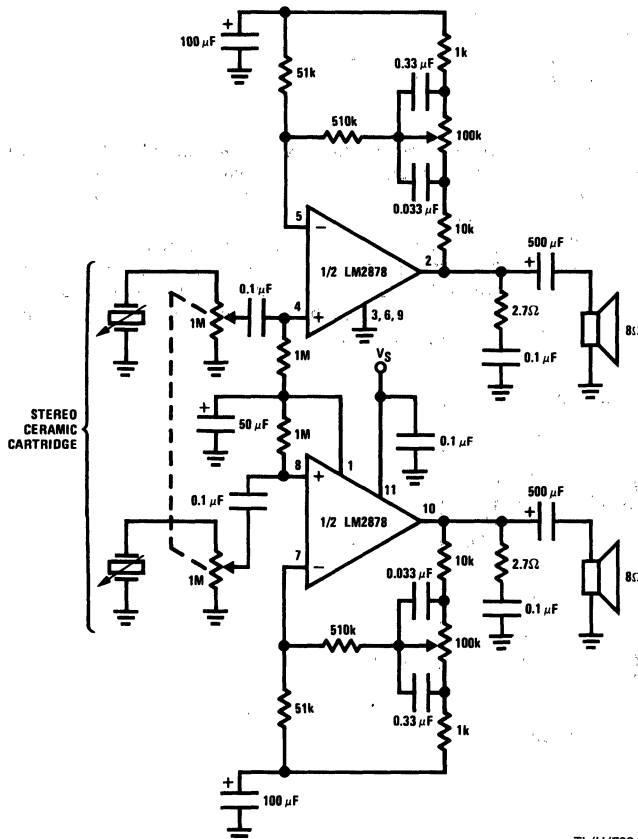 100 μF
+
51k
0.33 μF
1k
510k
100k
0.033 μF
10k
5
−
1/2 LM2878
2
500 μF
+
0.1 μF
4
+
3, 6, 9
2.7Ω
8Ω
1M
1M
0.1 μF
VS
STEREO
CERAMIC
CARTRIDGE
+
50 μF
1M
0.1 μF
8
+
1
11
0.1 μF
1/2 LM2878
10
500 μF
+
7
−
10k
2.7Ω
8Ω
1M
0.033 μF
0.1 μF
510k
100k
51k
0.33 μF
1k
+
100 μF